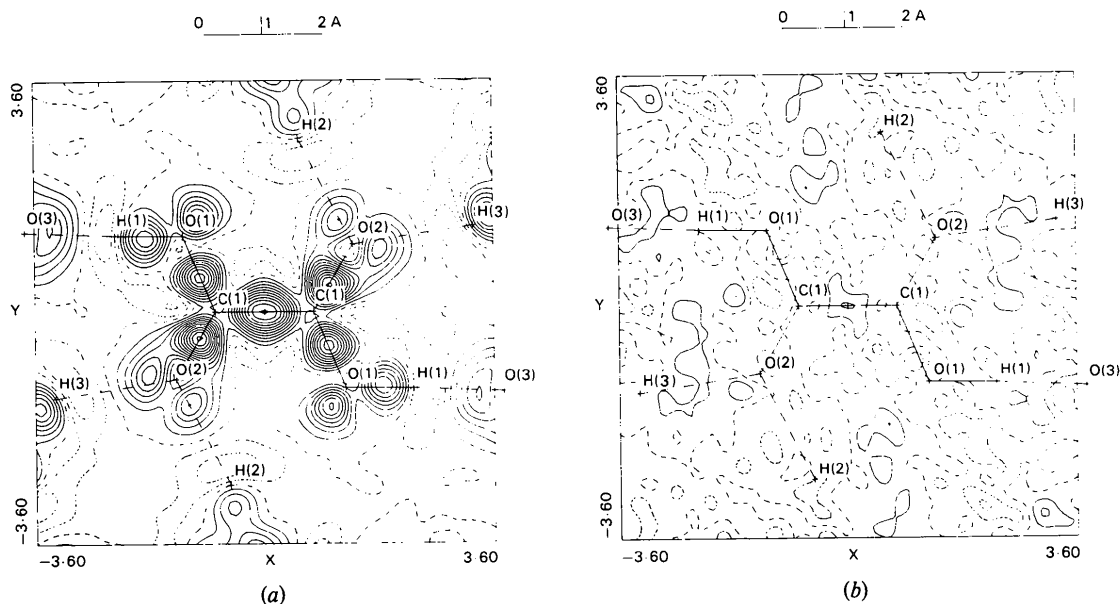 0 1 2 A
3·60
H(2)
O(3) H(1) O(1) O(2) H(3)
Y C(1) C(1)
H(3) O(2) O(1) H(1) O(3)
H(2)
−3·60
−3·60 X 3·60
(a)
0 1 2 A
3·60
H(2)
O(3) H(1) O(1) O(2) H(3)
Y C(1) C(1)
H(3) O(2) O(1) H(1) O(3)
H(2)
−3·60
−3·60 X 3·60
(b)